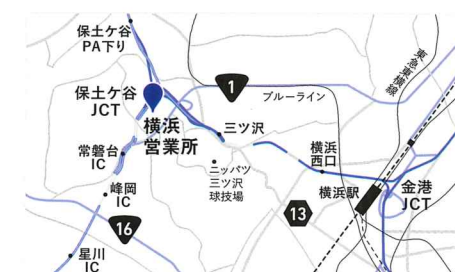 保土ケ谷
PA下り
東急東横線
1
ブルーライン
保土ケ谷
JCT
横浜
営業所
三ツ沢
常磐台
IC
ニッパツ
三ツ沢
球技場
横浜
西口
横浜駅
金港
JCT
峰岡
IC
13
16
星川
IC